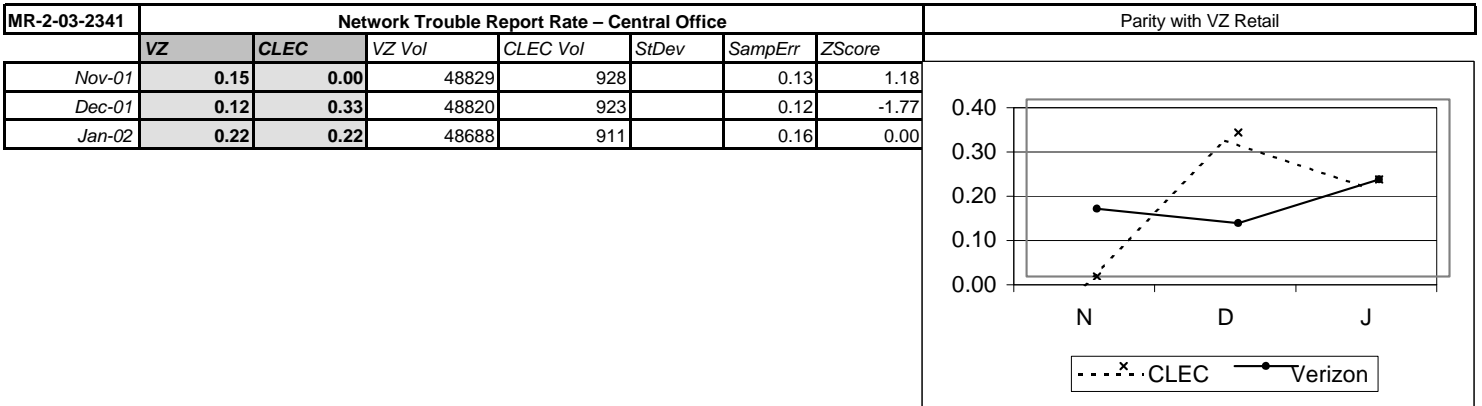 MR-2-03-2341 Network Trouble Report Rate – Central Office Parity with VZ Retail
VZ CLEC VZ Vol CLEC Vol StDev SampErr ZScore
Nov-01 0.15 0.00 48829 928 0.13 1.18
Dec-01 0.12 0.33 48820 923 0.12 -1.77
Jan-02 0.22 0.22 48688 911 0.16 0.00
0.40
0.30
0.20
0.10
0.00
N D J
CLEC Verizon